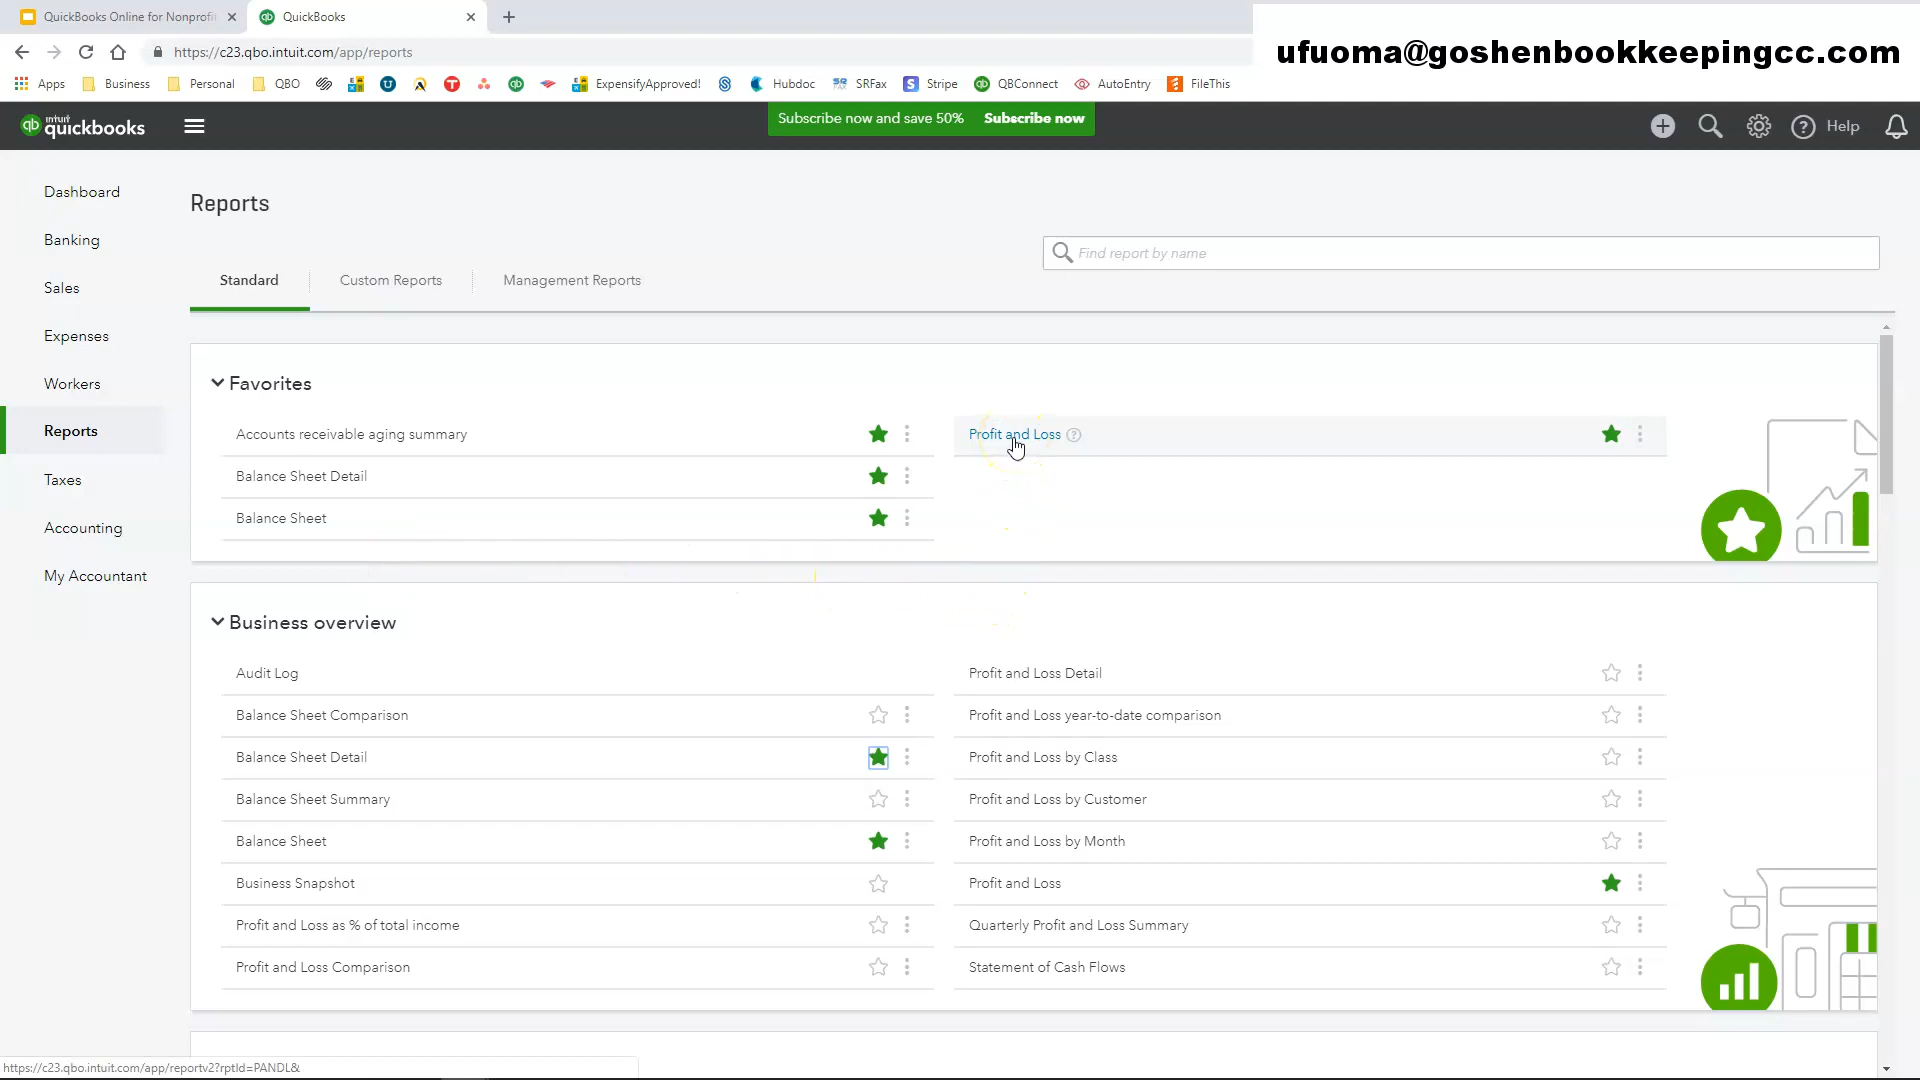 QuickBooks Online for Nonprofi
QuickBooks
https://c23.qbo.intuit.com/app/reports
ufuoma@goshenbookkeepingcc.com
Apps
Business
Personal
QBO
ExpensifyApproved!
Hubdoc
SRFax
Stripe
QBConnect
AutoEntry
FileThis
intuit quickbooks
Subscribe now and save 50% Subscribe now
Help
Dashboard
Banking
Sales
Expenses
Workers
Reports
Taxes
Accounting
My Accountant
Reports
Find report by name
Standard
Custom Reports
Management Reports
Favorites
Accounts receivable aging summary
Profit and Loss
Balance Sheet Detail
Balance Sheet
Business overview
Audit Log
Profit and Loss Detail
Balance Sheet Comparison
Profit and Loss year-to-date comparison
Balance Sheet Detail
Profit and Loss by Class
Balance Sheet Summary
Profit and Loss by Customer
Balance Sheet
Profit and Loss by Month
Business Snapshot
Profit and Loss
Profit and Loss as % of total income
Quarterly Profit and Loss Summary
Profit and Loss Comparison
Statement of Cash Flows
https://c23.qbo.intuit.com/app/reportv2?rptId=PANDL&